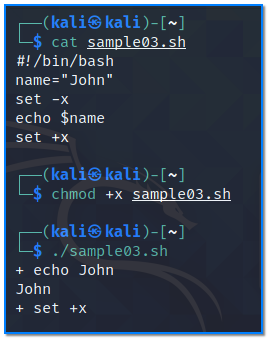 ┌──(kali㉿kali)-[~]
└─$ cat sample03.sh
#!/bin/bash
name="John"
set -x
echo $name
set +x
┌──(kali㉿kali)-[~]
└─$ chmod +x sample03.sh
┌──(kali㉿kali)-[~]
└─$ ./sample03.sh
+ echo John
John
+ set +x